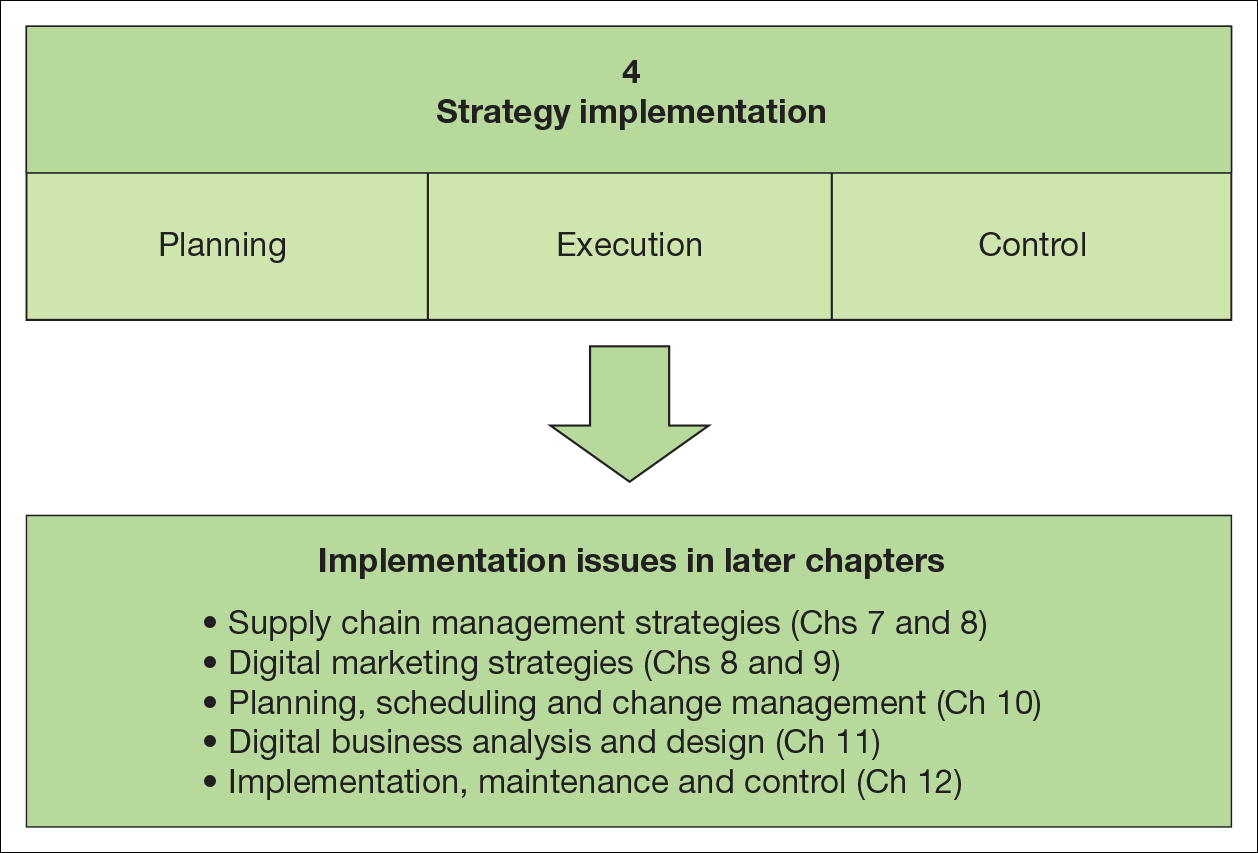 4
Strategy implementation
Planning
Execution
Control
Implementation issues in later chapters
• Supply chain management strategies (Chs 7 and 8)
• Digital marketing strategies (Chs 8 and 9)
• Planning, scheduling and change management (Ch 10)
• Digital business analysis and design (Ch 11)
• Implementation, maintenance and control (Ch 12)